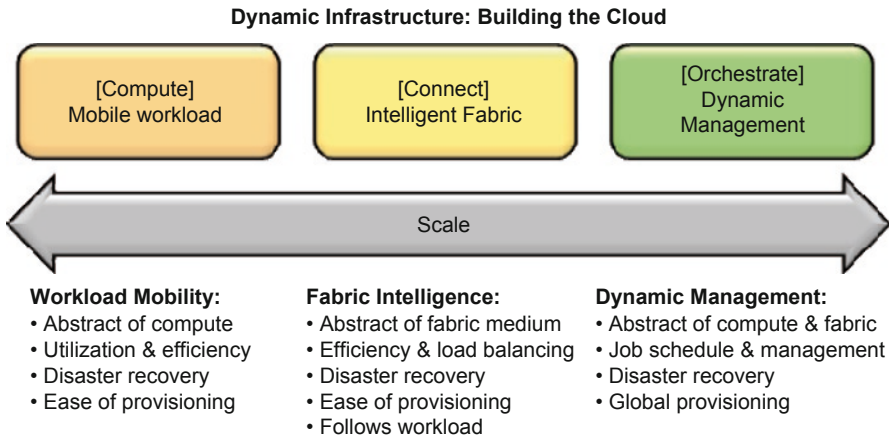 Dynamic Infrastructure: Building the Cloud
[Compute]
Mobile workload
[Connect]
Intelligent Fabric
[Orchestrate]
Dynamic
Management
Scale
Workload Mobility:
• Abstract of compute
• Utilization & efficiency
• Disaster recovery
• Ease of provisioning
Fabric Intelligence:
• Abstract of fabric medium
• Efficiency & load balancing
• Disaster recovery
• Ease of provisioning
• Follows workload
Dynamic Management:
• Abstract of compute & fabric
• Job schedule & management
• Disaster recovery
• Global provisioning